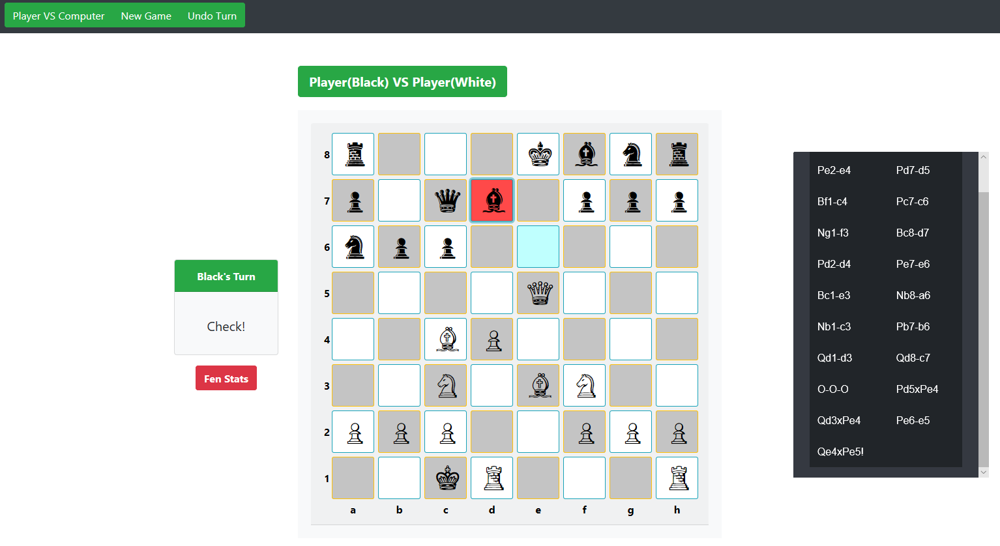 Player VS Computer New Game Undo Turn
Player(Black) VS Player(White)
8
7
6
5
4
3
2
1
a b c d e f g h
Black's Turn
Check!
Fen Stats
Pe2-e4 Pd7-d5
Bf1-c4 Pc7-c6
Ng1-f3 Bc8-d7
Pd2-d4 Pe7-e6
Bc1-e3 Nb8-a6
Nb1-c3 Pb7-b6
Qd1-d3 Qd8-c7
O-O-O Pd5xPe4
Qd3xPe4 Pe6-e5
Qe4xPe5!